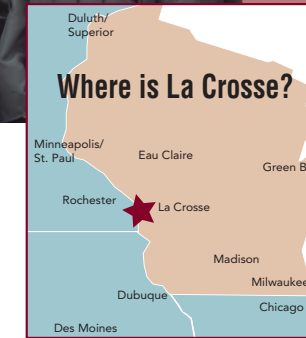 Duluth/
Superior
Where is La Crosse?
Minneapolis/
St. Paul
Eau Claire
Green B
Rochester
La Crosse
Madison
Milwaukee
Dubuque
Chicago
Des Moines